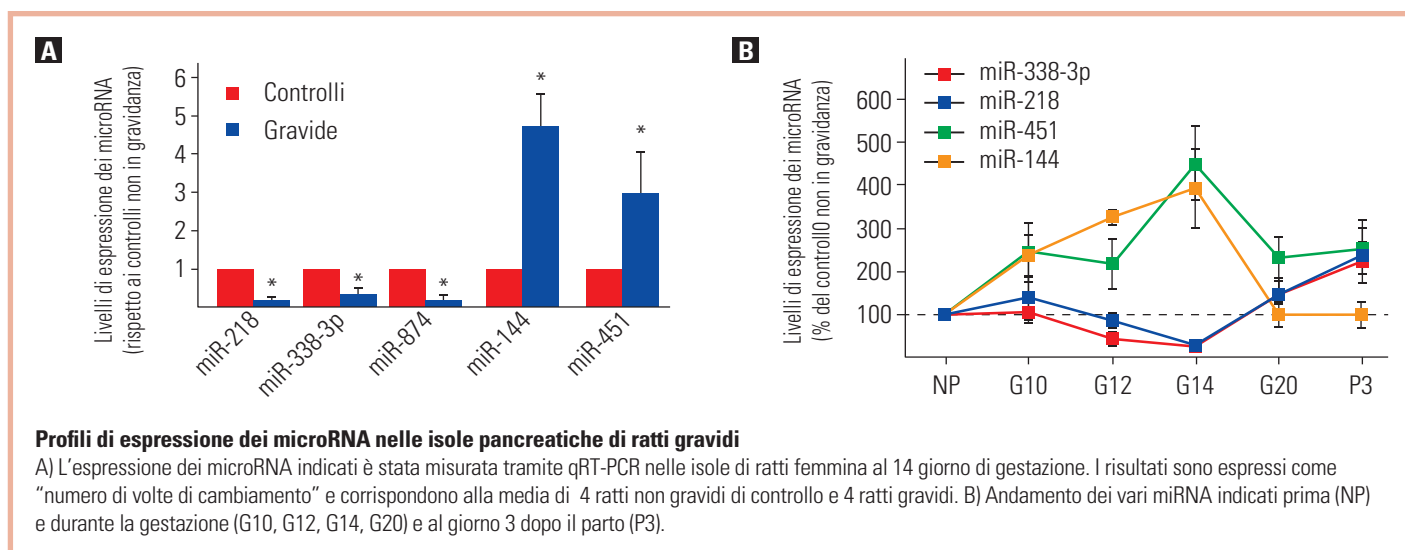 A
Livelli di espressione dei microRNA
(rispetto ai controlli non in gravidanza)
6
5
4
3
2
1
Controlli
Gravide
*
*
*
*
*
miR-218
miR-338-3p
miR-874
miR-144
miR-451
B
Livelli di espressione dei microRNA
(% del controll0 non in gravidanza)
600
500
400
300
200
100
miR-338-3p
miR-218
miR-451
miR-144
NP
G10
G12
G14
G20
P3
Profili di espressione dei microRNA nelle isole pancreatiche di ratti gravidi
A) L'espressione dei microRNA indicati è stata misurata tramite qRT-PCR nelle isole di ratti femmina al 14 giorno di gestazione. I risultati sono espressi come
“numero di volte di cambiamento” e corrispondono alla media di 4 ratti non gravidi di controllo e 4 ratti gravidi. B) Andamento dei vari miRNA indicati prima (NP)
e durante la gestazione (G10, G12, G14, G20) e al giorno 3 dopo il parto (P3).